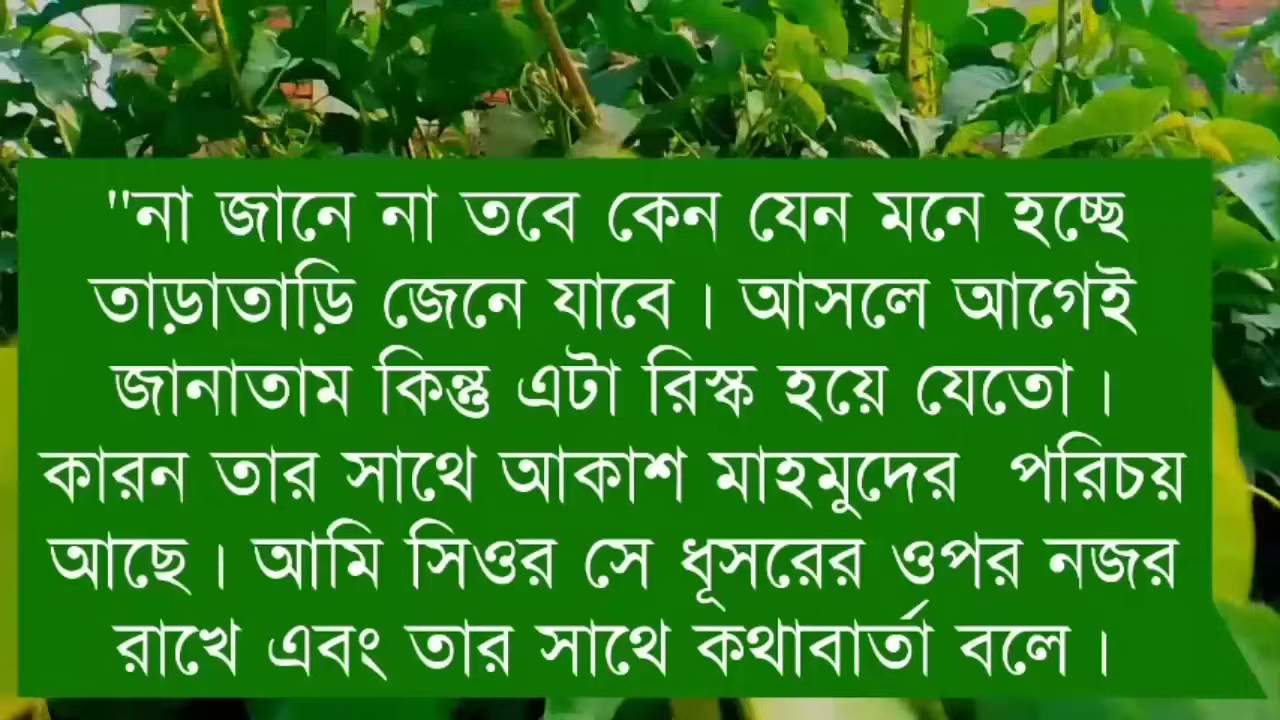 "না জানে না তবে কেন যেন মনে হচ্ছে
তাড়াতাড়ি জেনে যাবে। আসলে আগেই
জানাতাম কিন্তু এটা রিস্ক হয়ে যেতো।
কারন তার সাথে আকাশ মাহমুদের পরিচয়
আছে। আমি সিওর সে ধূসরের ওপর নজর
রাখে এবং তার সাথে কথাবার্তা বলে।